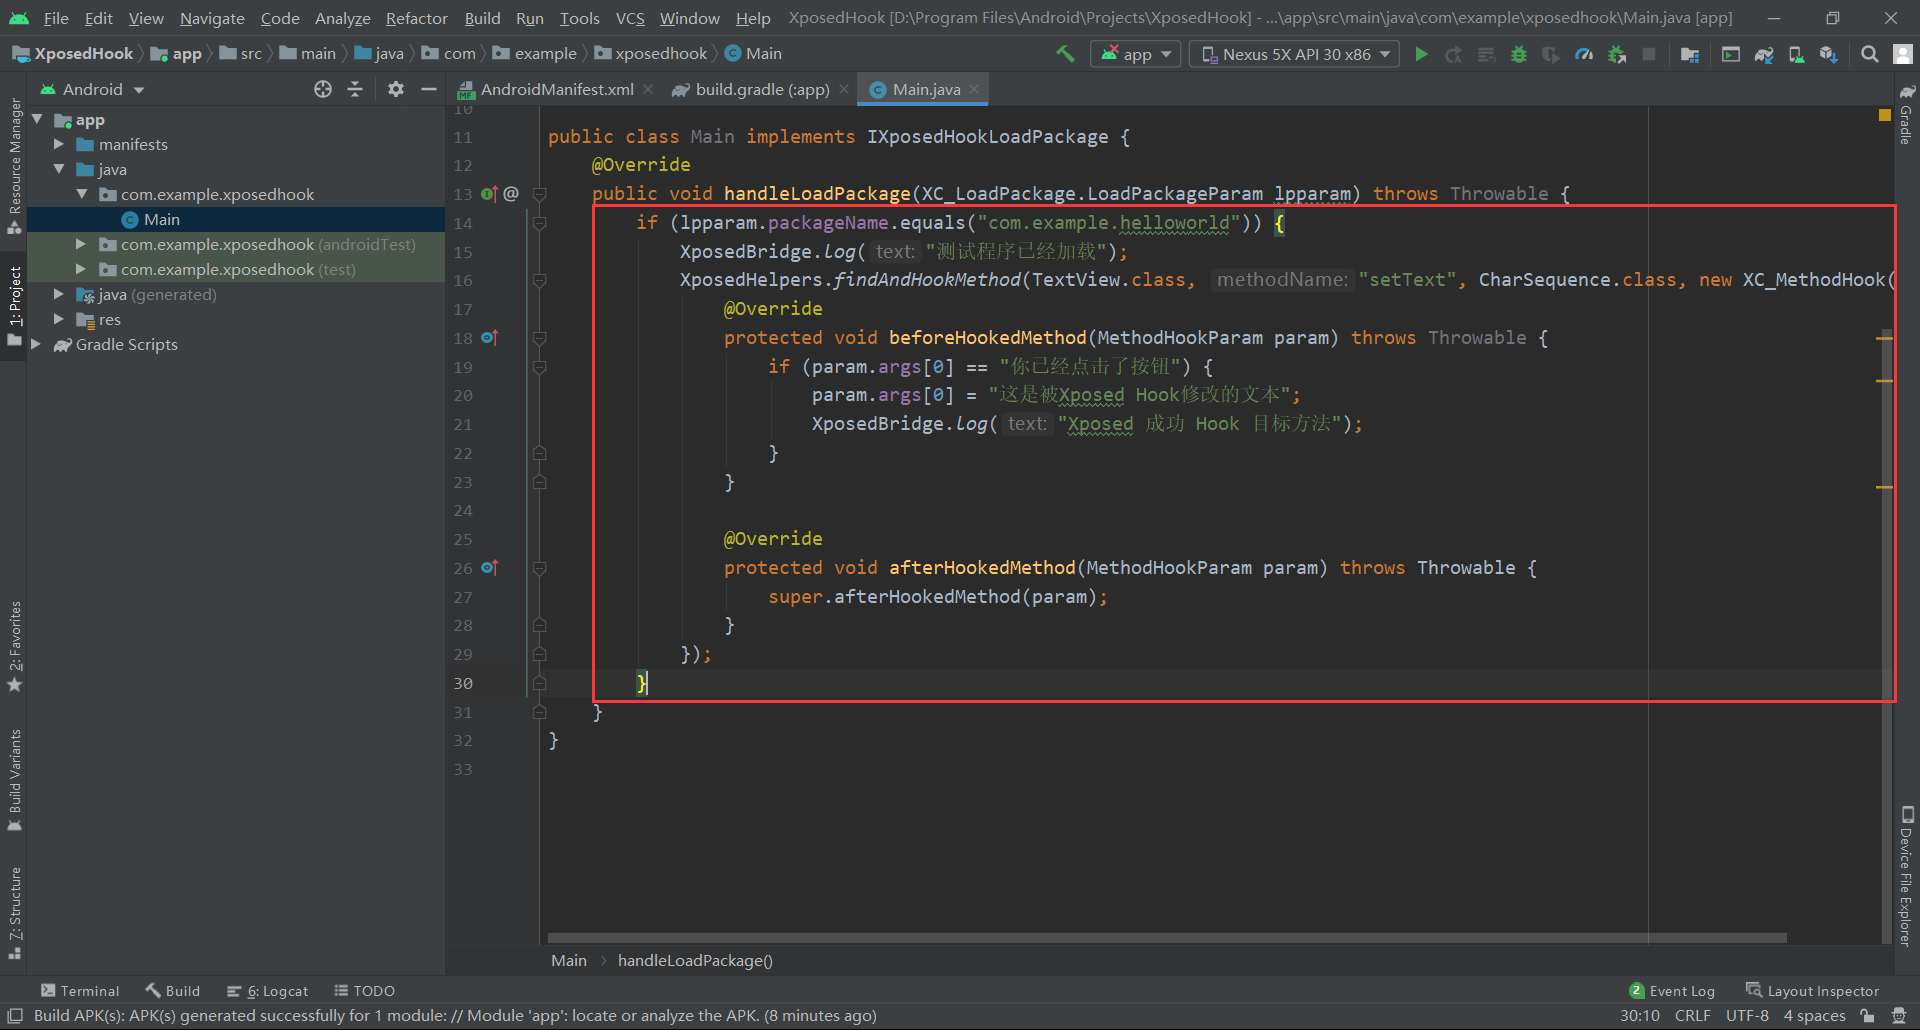 File Edit View Navigate Code Analyze Refactor Build Run Tools VCS Window Help XposedHook [D:\Program Files\Android\Projects\XposedHook] - ...\app\src\main\java\com\example\xposedhook\Main.java [app]
XposedHook app src main java com example xposedhook Main app Nexus 5X API 30 x86
Android
AndroidManifest.xml build.gradle (:app) Main.java
app
manifests
java
com.example.xposedhook
Main
com.example.xposedhook (androidTest)
com.example.xposedhook (test)
java (generated)
res
Gradle Scripts
Resource Manager
1: Project
2: Favorites
Build Variants
7: Structure
10
11 public class Main implements IXposedHookLoadPackage {
12 @Override
13 @ public void handleLoadPackage(XC_LoadPackage.LoadPackageParam lpparam) throws Throwable {
14 if (lpparam.packageName.equals("com.example.helloworld")) {
15 XposedBridge.log( text: "测试程序已经加载");
16 XposedHelpers.findAndHookMethod(TextView.class, methodName: "setText", CharSequence.class, new XC_MethodHook(
17 @Override
18 protected void beforeHookedMethod(MethodHookParam param) throws Throwable {
19 if (param.args[0] == "你已经点击了按钮") {
20 param.args[0] = "这是被Xposed Hook修改的文本";
21 XposedBridge.log( text: "Xposed 成功 Hook 目标方法");
22 }
23 }
24
25 @Override
26 protected void afterHookedMethod(MethodHookParam param) throws Throwable {
27 super.afterHookedMethod(param);
28 }
29 });
30 }
31 }
32 }
33
Gradle
Device File Explorer
Main handleLoadPackage()
Terminal Build 6: Logcat TODO 2 Event Log Layout Inspector
Build APK(s): APK(s) generated successfully for 1 module: // Module 'app': locate or analyze the APK. (8 minutes ago) 30:10 CRLF UTF-8 4 spaces